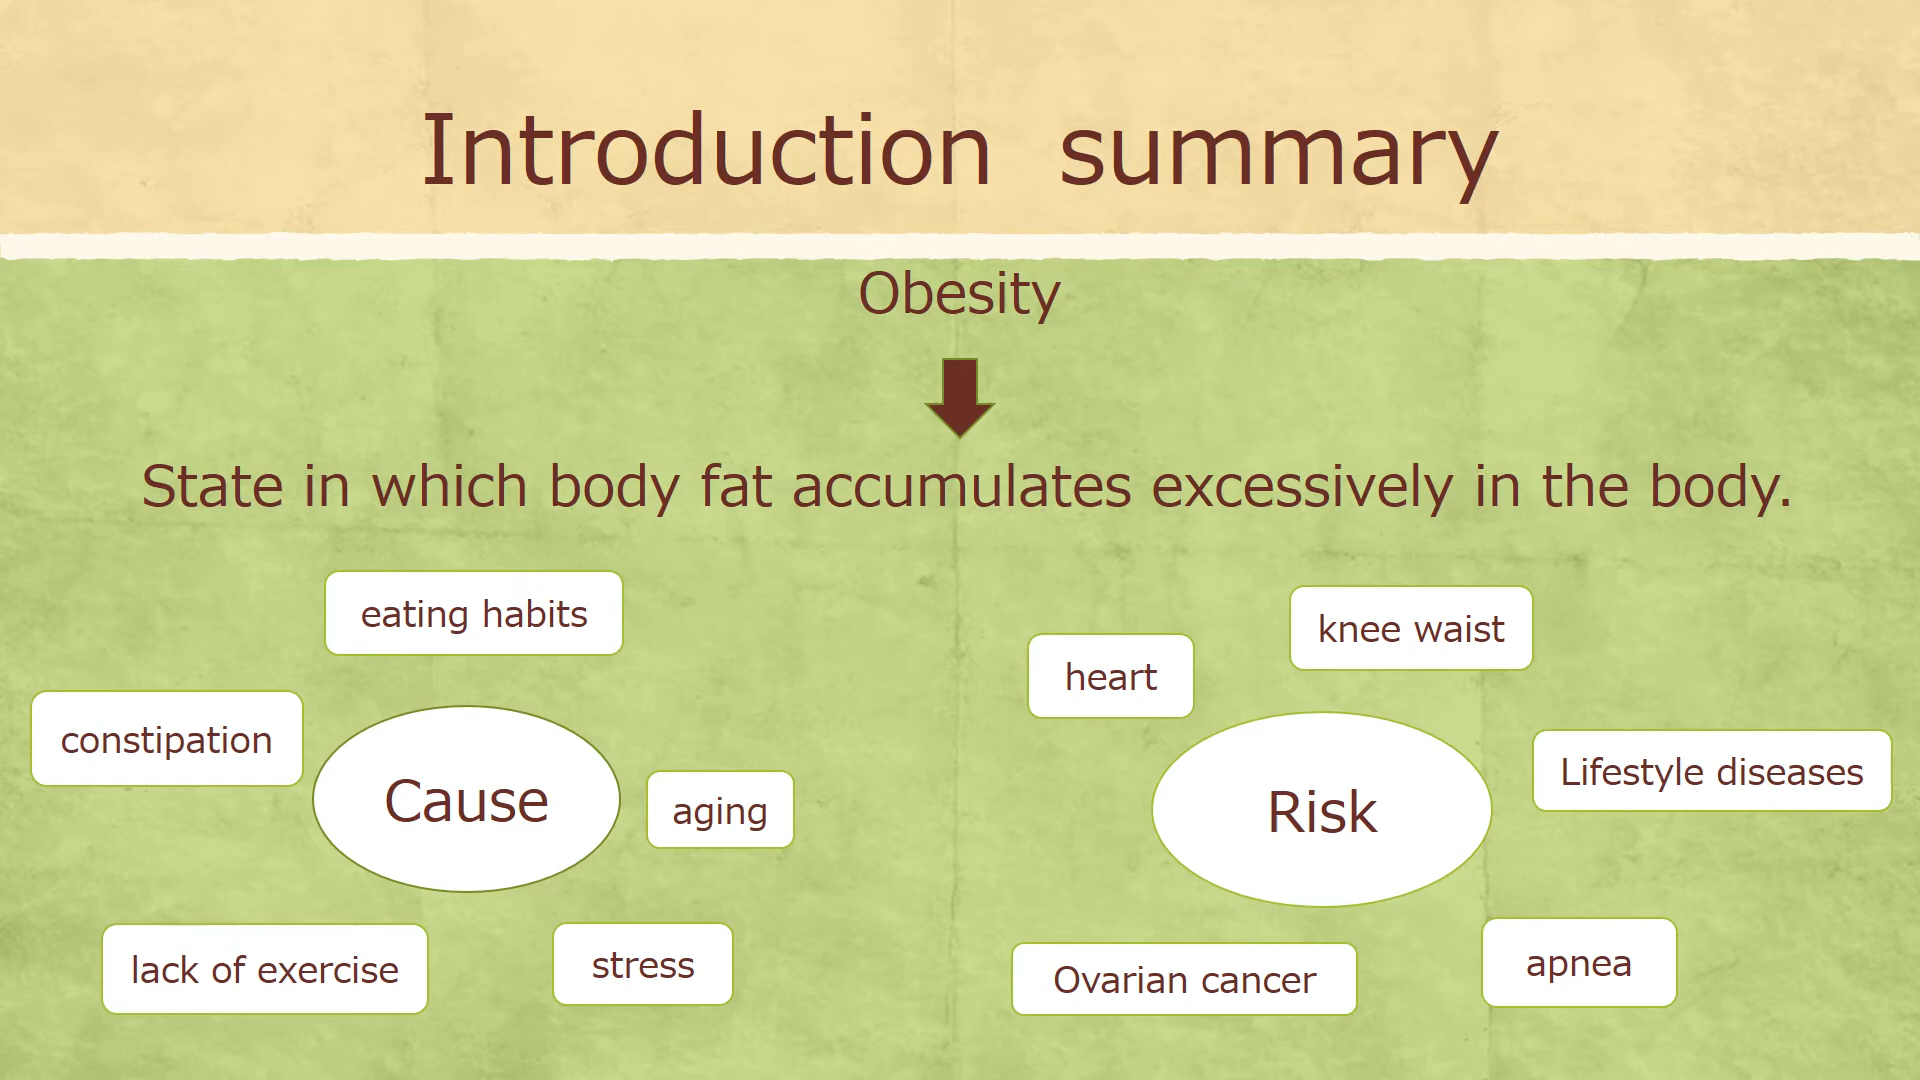 Introduction summary
Obesity
State in which body fat accumulates excessively in the body.
eating habits
constipation
Cause
aging
lack of exercise
stress
knee waist
heart
Lifestyle diseases
Risk
Ovarian cancer
apnea